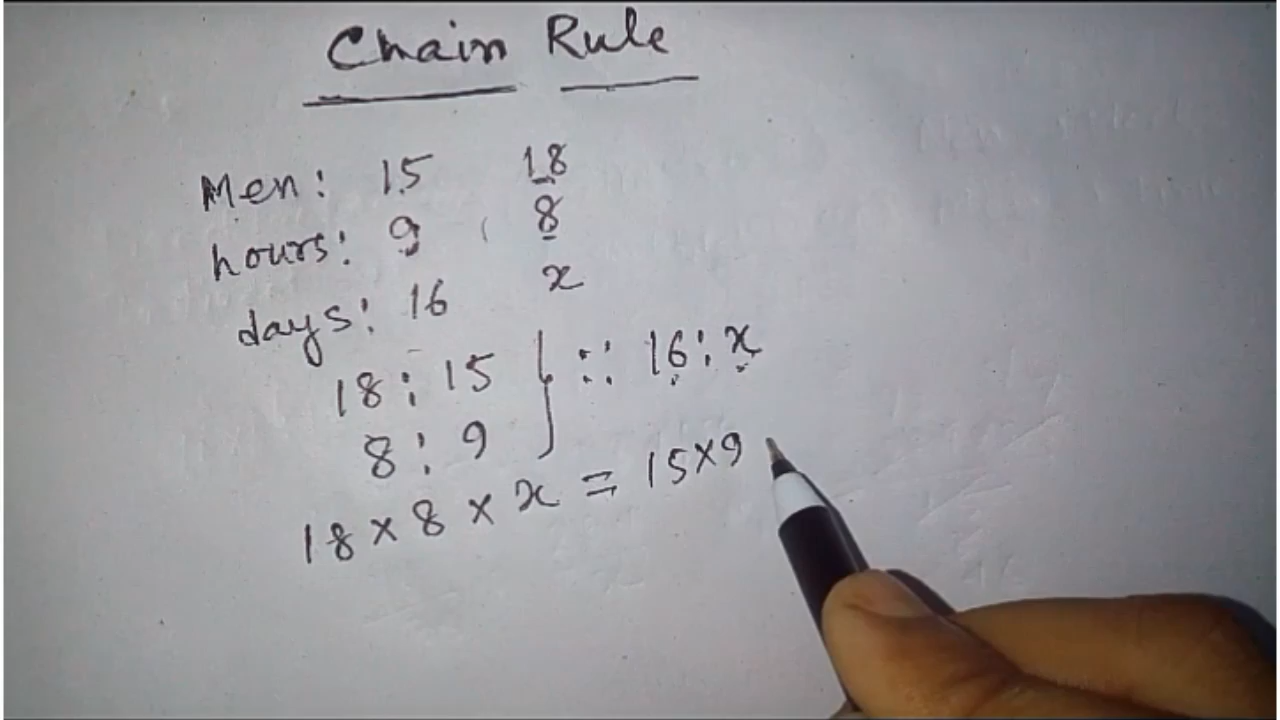 Chain Rule
Men: 15 18
hours: 9 8
days: 16 x
18 : 15 } :: 16 : x
8 : 9
18 × 8 × x = 15 × 9